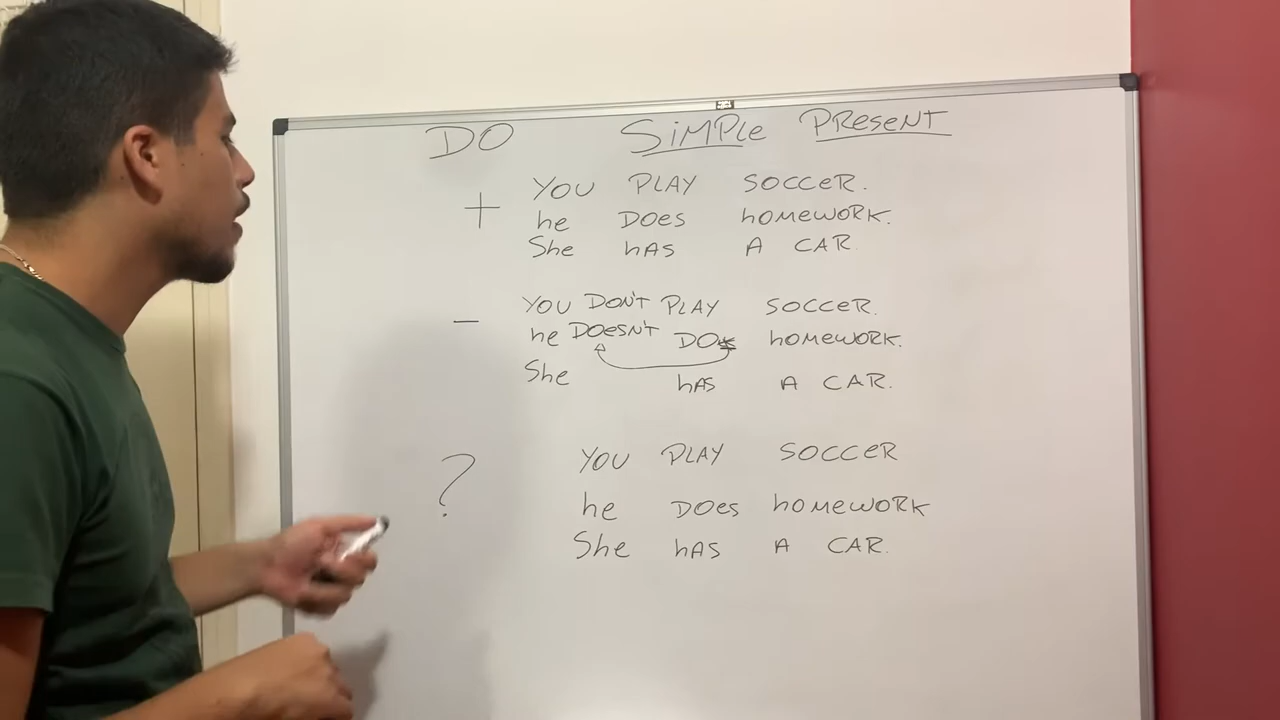 DO SiMPLe PReSeNT
+ YOU PLAY SOCCeR.
he DOes hOMeWORK.
She hAS A CAR.
- YOU DON'T PLAY SOCCeR.
he DOesN'T DOes hOMeWORK.
She hAS A CAR.
YOU PLAY SOCCeR
? he DOes hOMeWORK
She hAS A CAR.